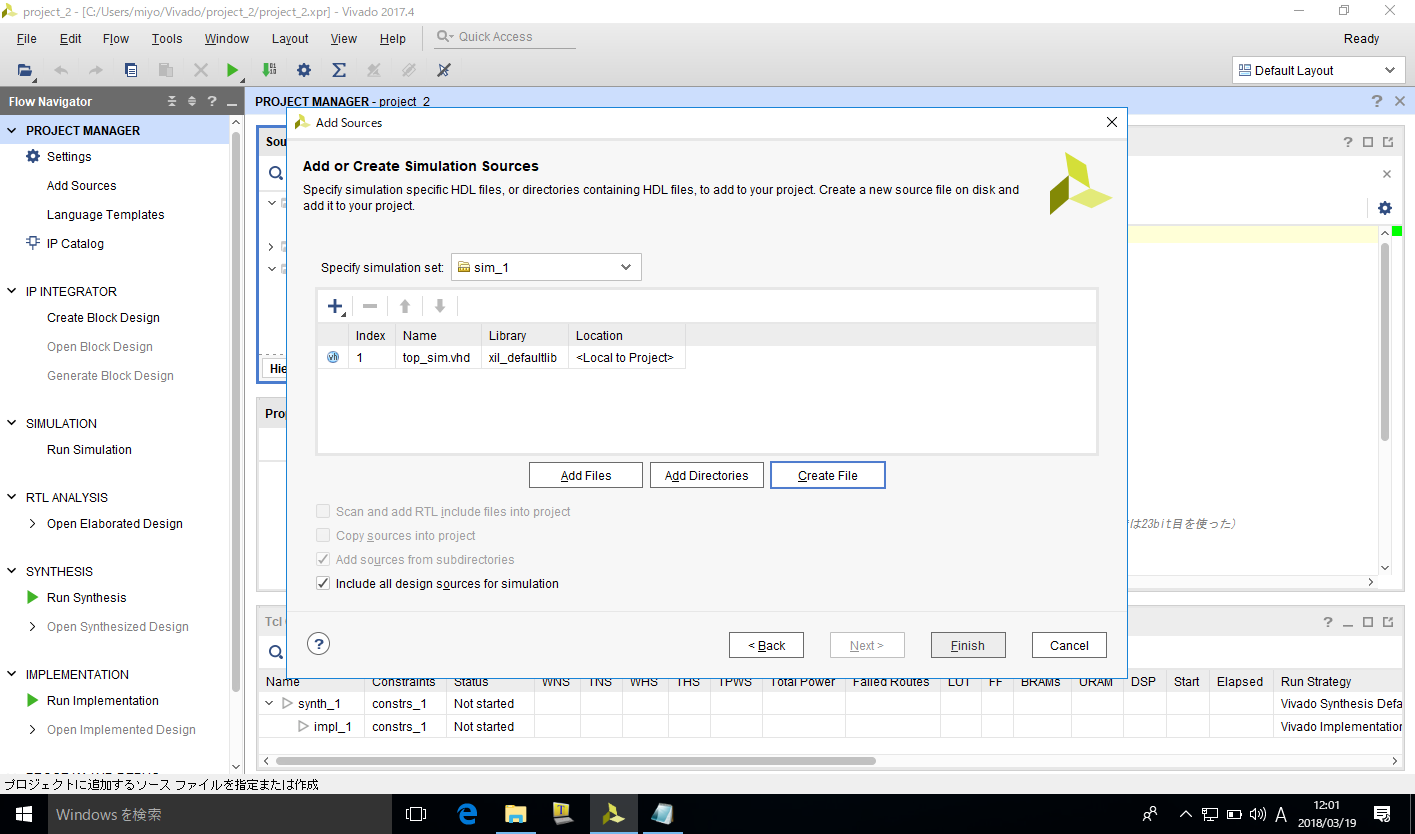 project_2 - [C:/Users/miyo/Vivado/project_2/project_2.xpr] - Vivado 2017.4
File Edit Flow Tools Window Layout View Help Quick Access Ready
Default Layout
Flow Navigator
PROJECT MANAGER - project_2
PROJECT MANAGER
Settings
Add Sources
Language Templates
IP Catalog
IP INTEGRATOR
Create Block Design
Open Block Design
Generate Block Design
SIMULATION
Run Simulation
RTL ANALYSIS
Open Elaborated Design
SYNTHESIS
Run Synthesis
Open Synthesized Design
IMPLEMENTATION
Run Implementation
Open Implemented Design
Sou
Hie
Pro
Tcl
Add Sources
Add or Create Simulation Sources
Specify simulation specific HDL files, or directories containing HDL files, to add to your project. Create a new source file on disk and
add it to your project.
Specify simulation set: sim_1
Index Name Library Location
1 top_sim.vhd xil_defaultlib <Local to Project>
Add Files Add Directories Create File
Scan and add RTL include files into project
Copy sources into project
Add sources from subdirectories
Include all design sources for simulation
? < Back Next > Finish Cancel
は23bit目を使った)
Name Constraints Status WNS TNS WHS THS TPWS Total Power Failed Routes LUT FF BRAMs URAM DSP Start Elapsed Run Strategy
synth_1 constrs_1 Not started Vivado Synthesis Defa
impl_1 constrs_1 Not started Vivado Implementation
プロジェクトに追加するソース ファイルを指定または作成
Windows を検索
A
12:01
2018/03/19